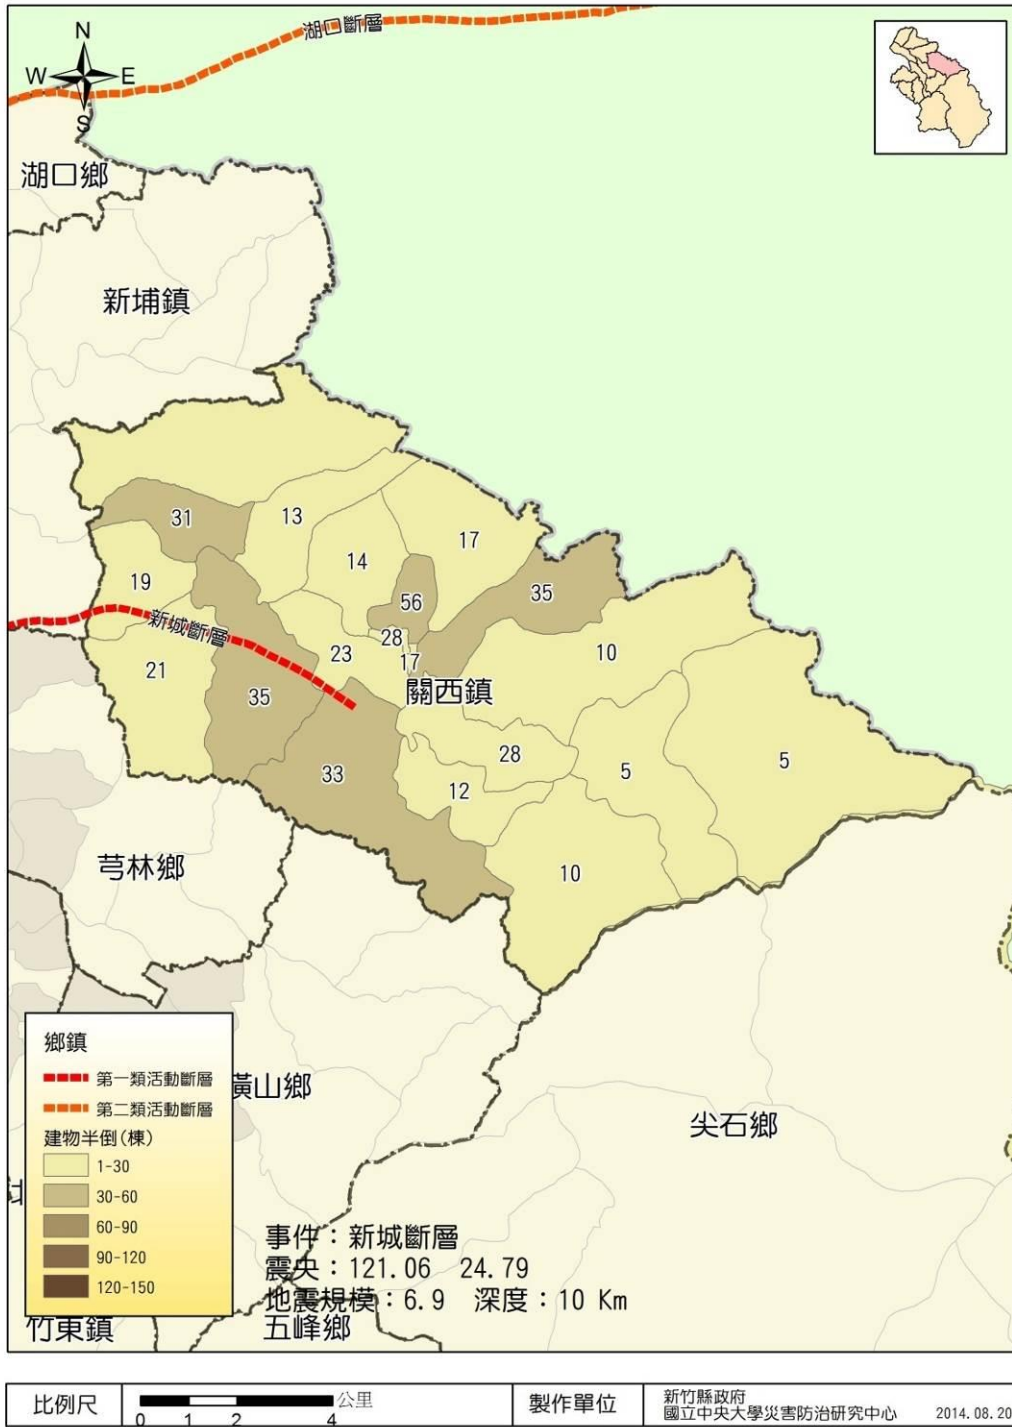 湖口斷層
N
W E
S
湖口鄉
新埔鎮
31
13
17
14
19
56
35
新城斷層
28
23
17
10
21
35
關西鎮
33
28
12
5
5
10
芎林鄉
鄉鎮
第一類活動斷層
第二類活動斷層
建物半倒(棟)
1-30
30-60
60-90
90-120
120-150
橫山鄉
尖石鄉
事件：新城斷層
震央：121.06 24.79
地震規模：6.9 深度：10 Km
竹東鎮
五峰鄉
比例尺
0 1 2 4 公里
製作單位
新竹縣政府
國立中央大學災害防治研究中心
2014.08.20